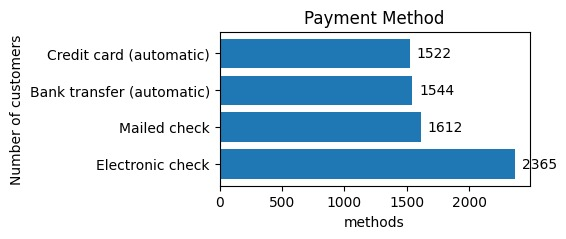 Payment Method
Number of customers
Credit card (automatic) 1522
Bank transfer (automatic) 1544
Mailed check 1612
Electronic check 2365
0 500 1000 1500 2000
methods